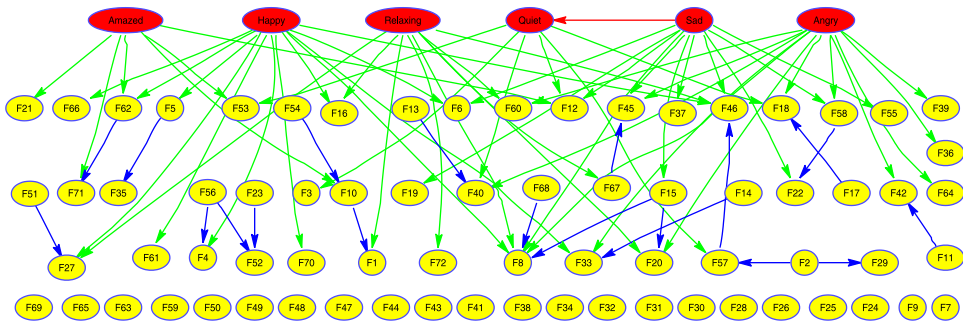 Amazed Happy Relaxing Quiet Sad Angry
F21 F66 F62 F5 F53 F54 F16 F13 F6 F60 F12 F45 F37 F46 F18 F58 F55 F39
F36
F51 F71 F35 F56 F23 F3 F10 F19 F40 F68 F67 F15 F14 F22 F17 F42 F64
F27 F61 F4 F52 F70 F1 F72 F8 F33 F20 F57 F2 F29 F11
F69 F65 F63 F59 F50 F49 F48 F47 F44 F43 F41 F38 F34 F32 F31 F30 F28 F26 F25 F24 F9 F7